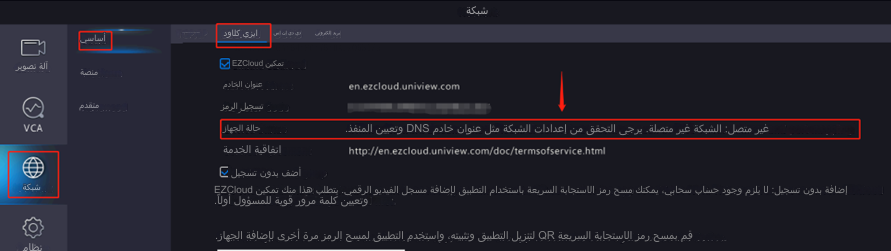 شبكة
آلة تصوير
VCA
شبكة
نظام
أساسي
منصة
متقدم
ايزي كلاود
بريد إلكتروني
تمكين EZCloud
عنوان الخادم
en.ezcloud.uniview.com
تسجيل الرمز
حالة الجهاز
غير متصل: الشبكة غير متصلة. يرجى التحقق من إعدادات الشبكة مثل عنوان خادم DNS وتعيين المنفذ.
اتفاقية الخدمة
http://en.ezcloud.uniview.com/doc/termsofservice.html
أضف بدون تسجيل
إضافة بدون تسجيل: لا يلزم وجود حساب سحابي، يمكنك مسح رمز الاستجابة السريعة باستخدام التطبيق لإضافة مسجل الفيديو الرقمي. يتطلب هذا منك تمكين EZCloud
وتعيين كلمة مرور قوية للمسؤول أولاً.
قم بمسح رمز الاستجابة السريعة QR لتنزيل التطبيق وتثبيته، واستخدم التطبيق لمسح الرمز مرة أخرى لإضافة الجهاز.